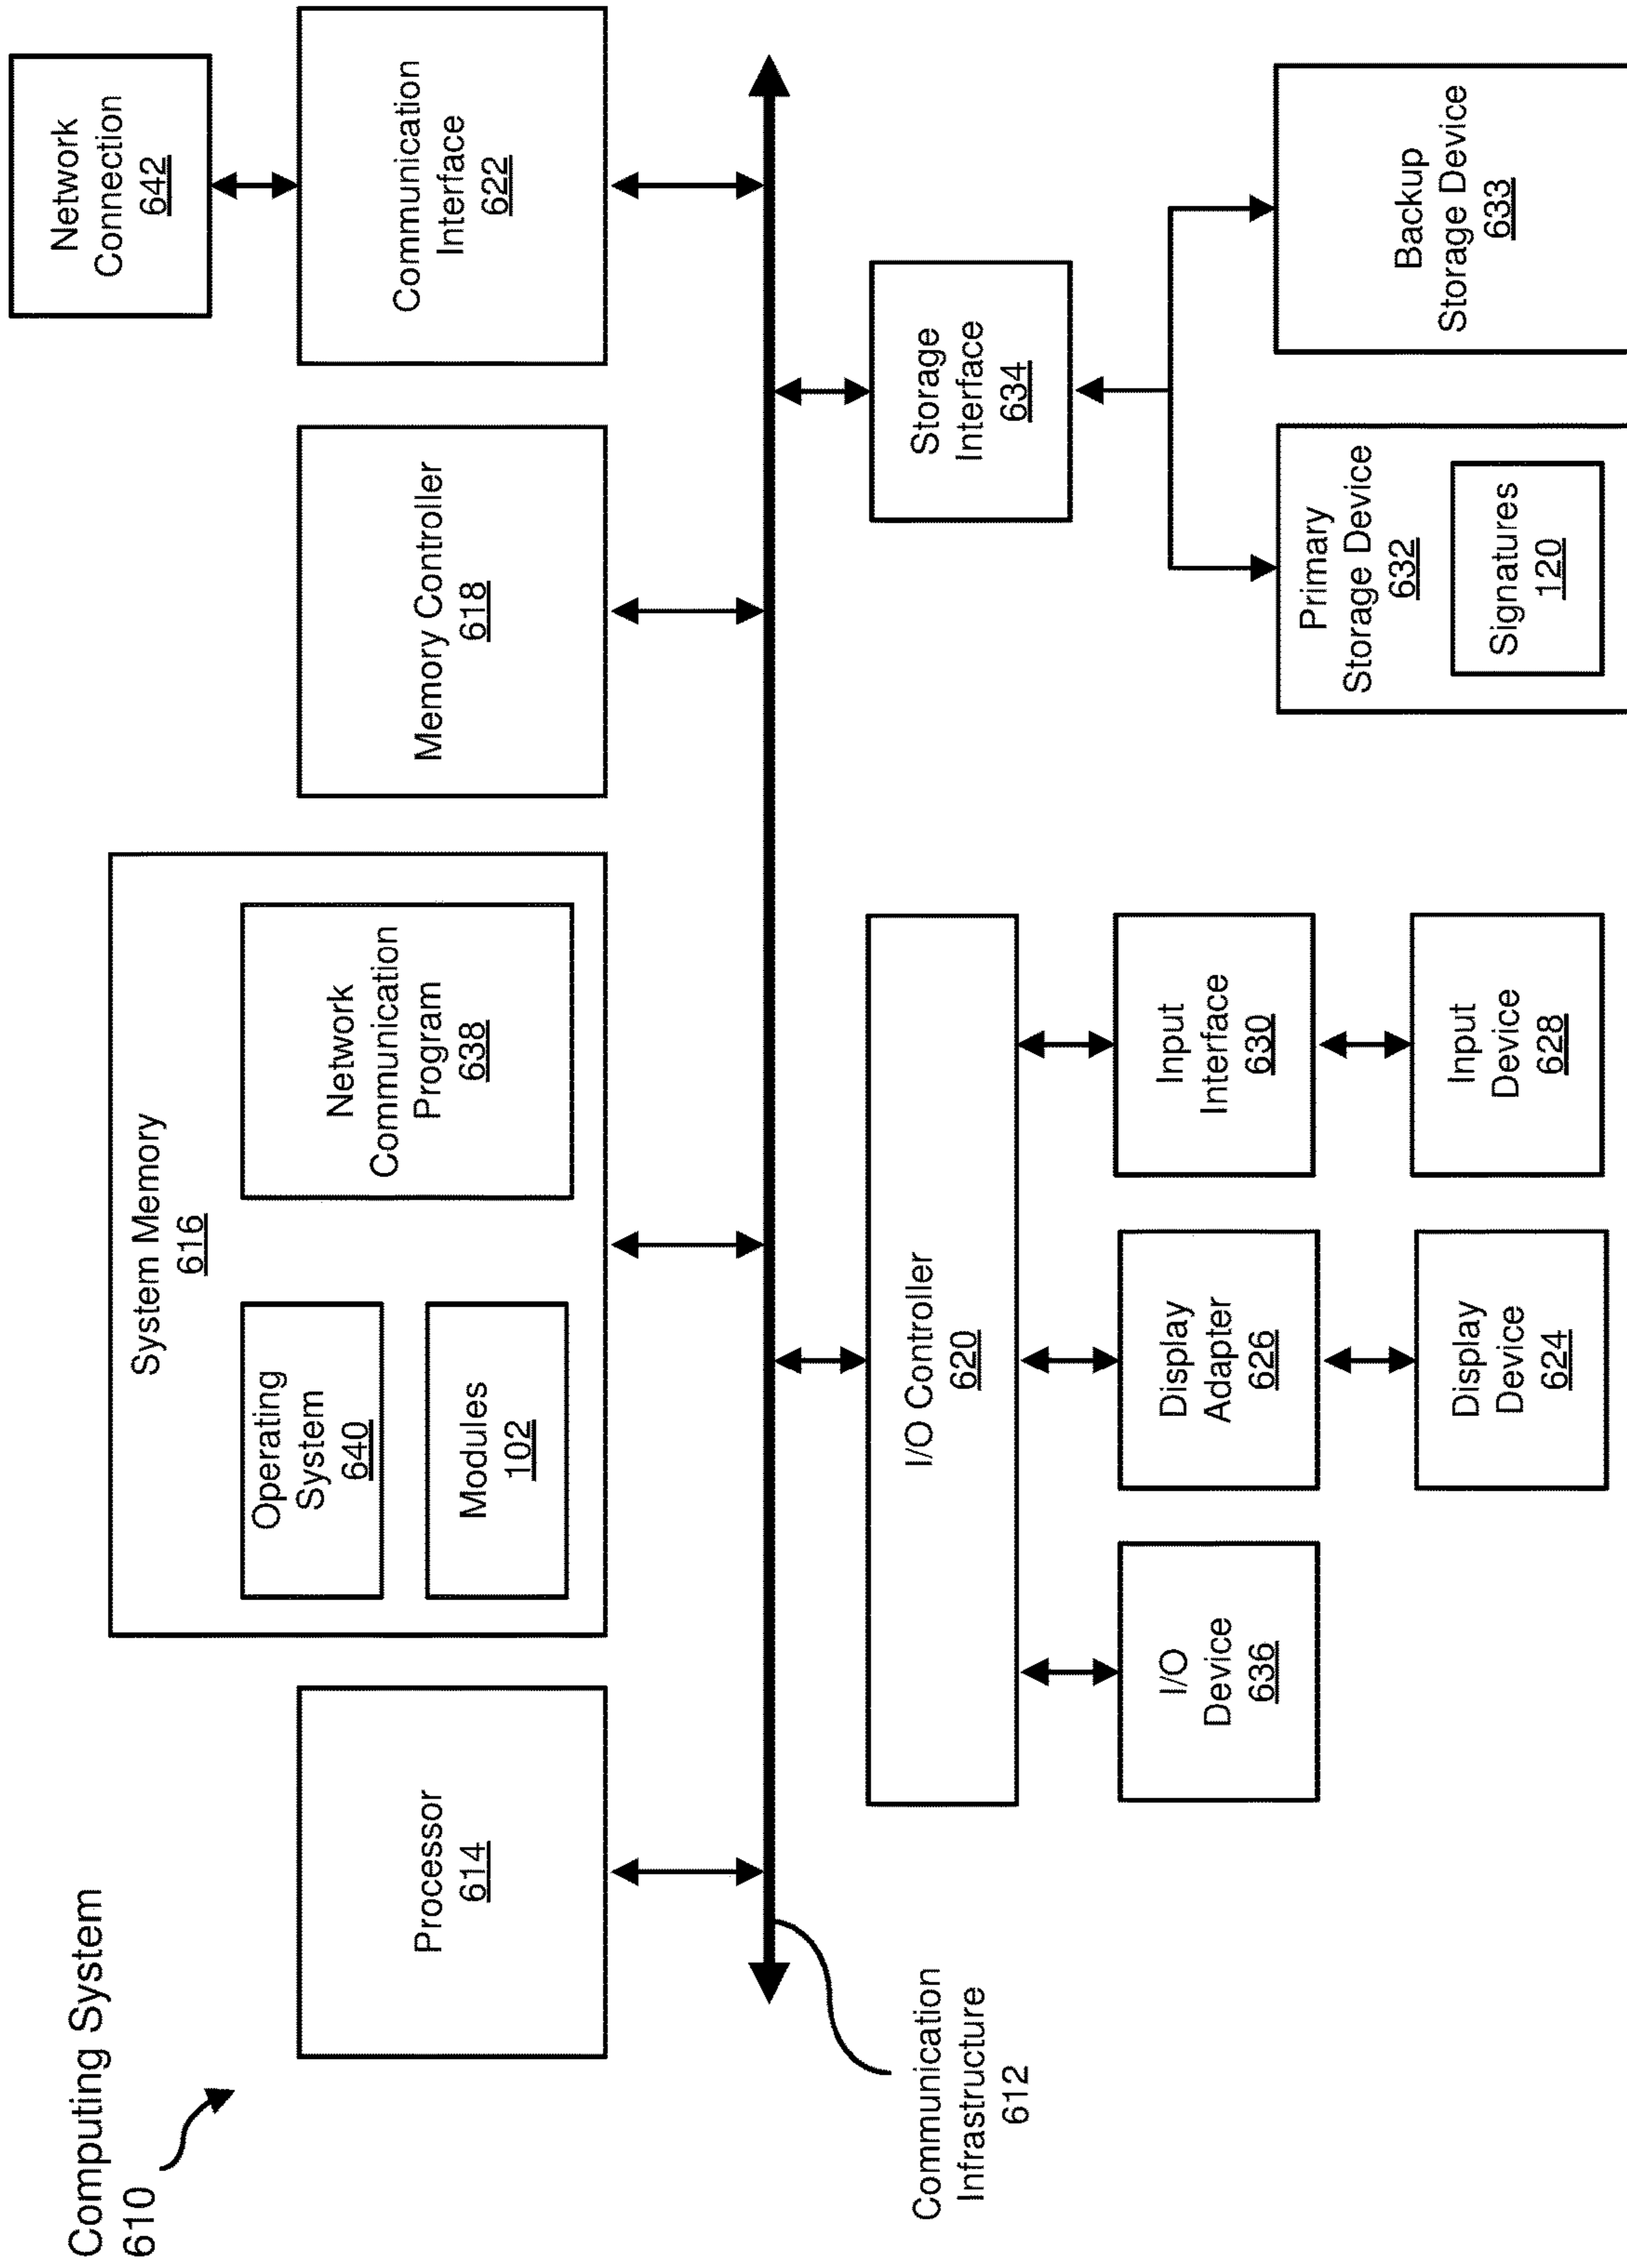 Computing System
610
Processor
614
System Memory
616
Operating
System
640
Modules
102
Network
Communication
Program
638
Memory Controller
618
Communication
Interface
622
Network
Connection
642
Communication
Infrastructure
612
I/O Controller
620
I/O
Device
636
Display
Adapter
626
Display
Device
624
Input
Interface
630
Input
Device
628
Storage
Interface
634
Primary
Storage Device
632
Signatures
120
Backup
Storage Device
633